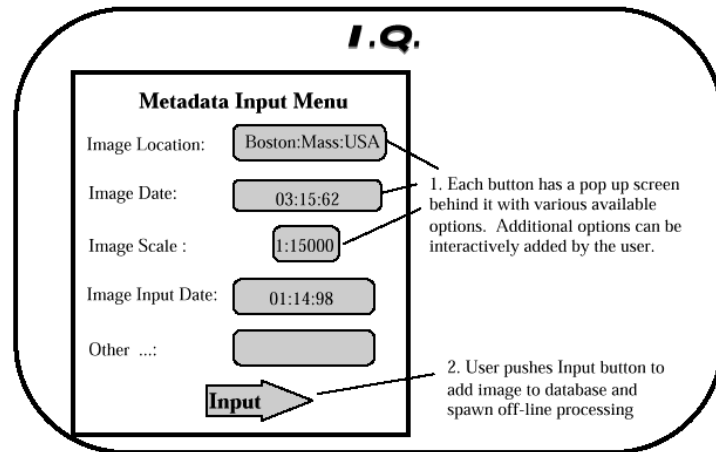 I.Q.
Metadata Input Menu
Image Location: Boston:Mass:USA
Image Date: 03:15:62
Image Scale : 1:15000
Image Input Date: 01:14:98
Other ...:
Input
1. Each button has a pop up screen
behind it with various available
options. Additional options can be
interactively added by the user.
2. User pushes Input button to
add image to database and
spawn off-line processing